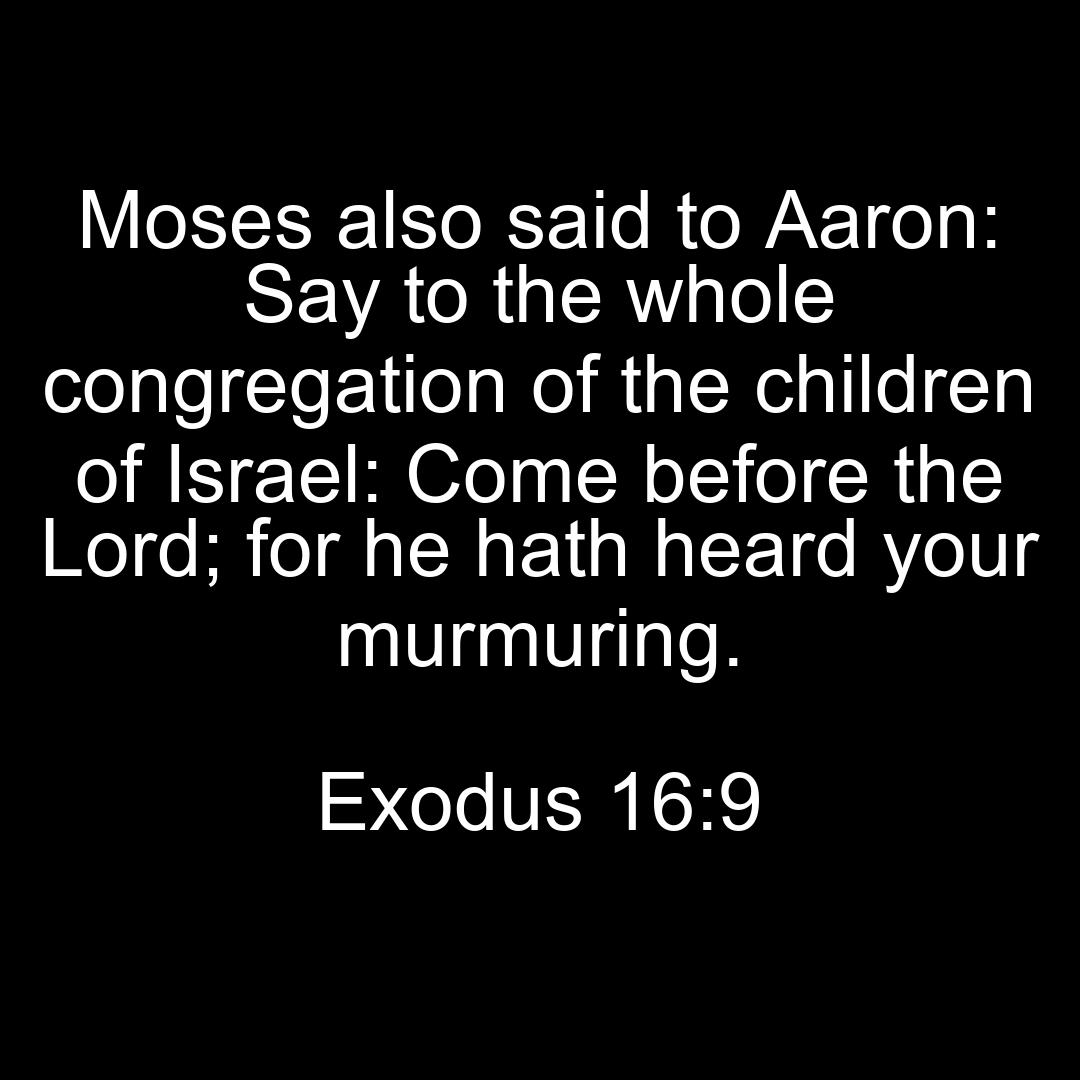 Moses also said to Aaron:
Say to the whole
congregation of the children
of Israel: Come before the
Lord; for he hath heard your
murmuring.
Exodus 16:9